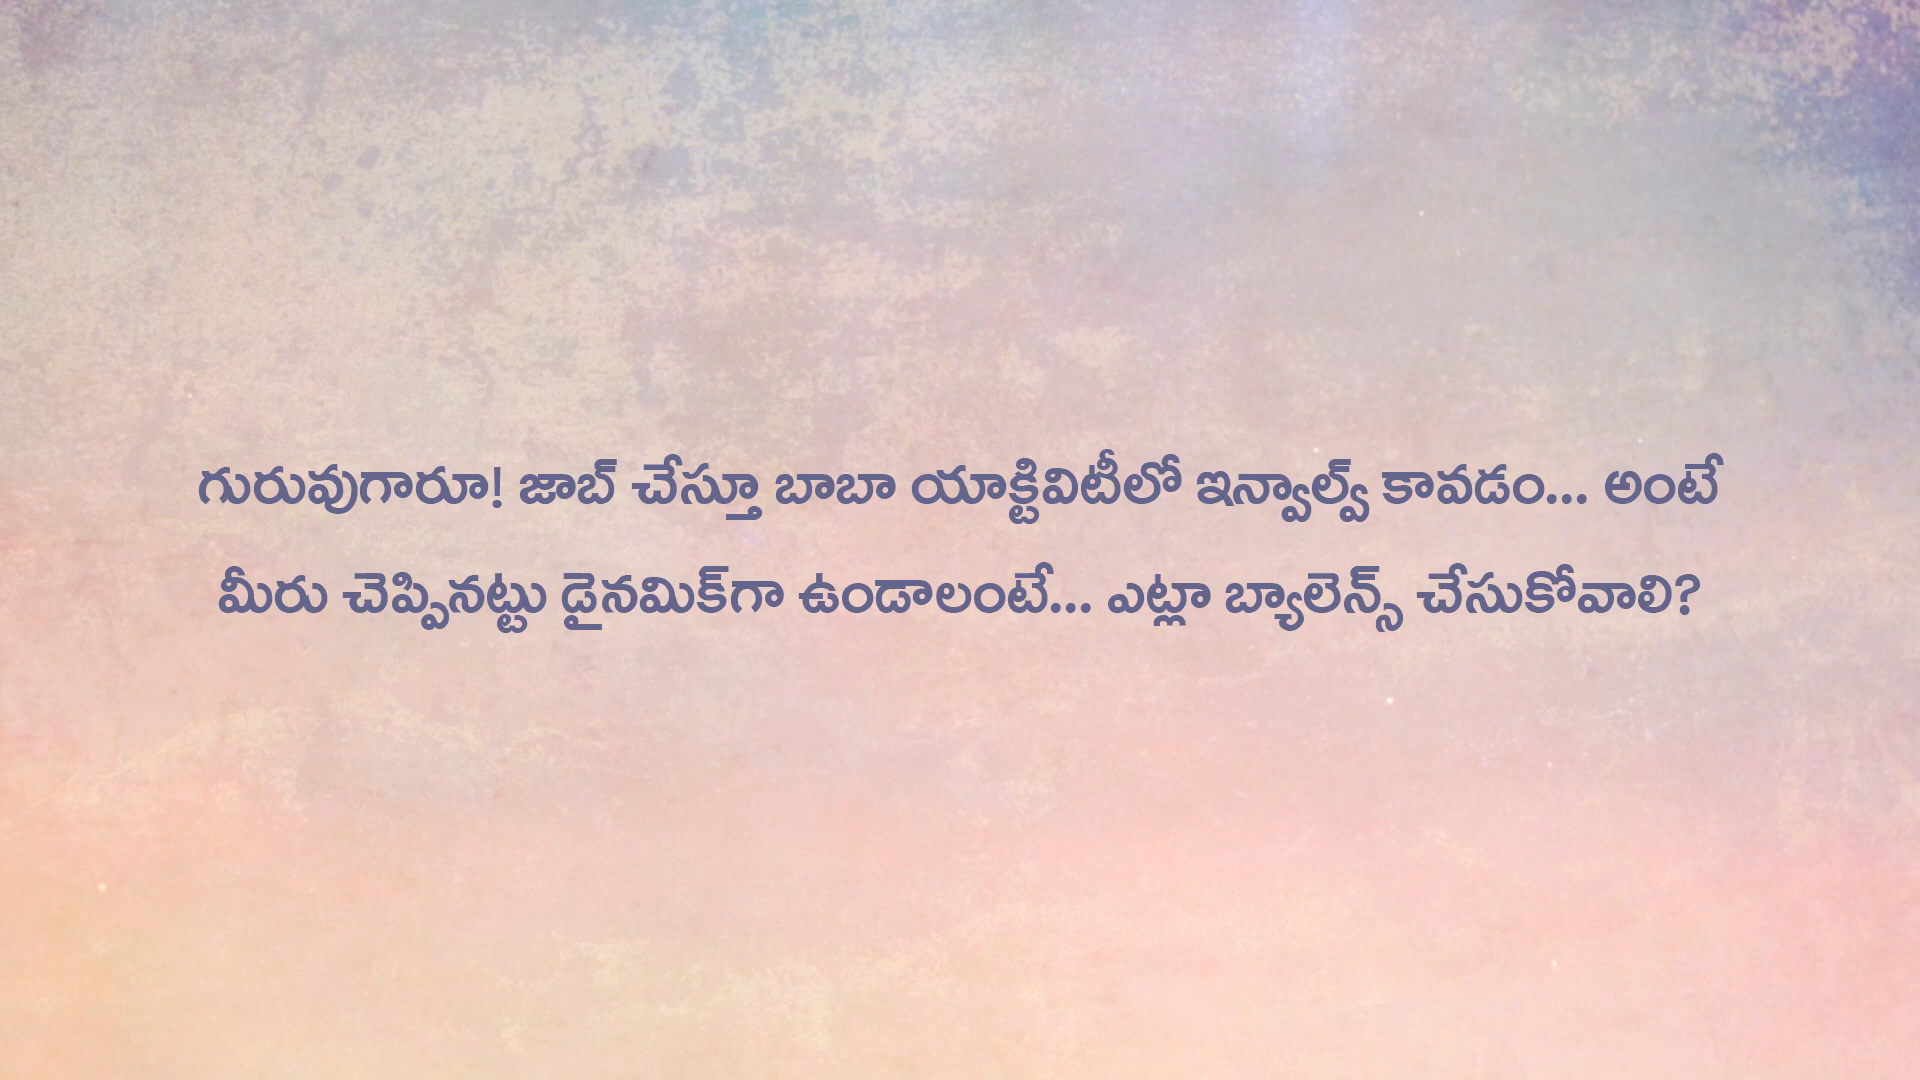 గురువుగారూ! జాబ్ చేస్తూ బాబా యాక్టివిటీలో ఇన్వాల్వ్ కావడం... అంటే
మీరు చెప్పినట్టు డైనమిక్‌గా ఉండాలంటే... ఎట్లా బ్యాలెన్స్ చేసుకోవాలి?